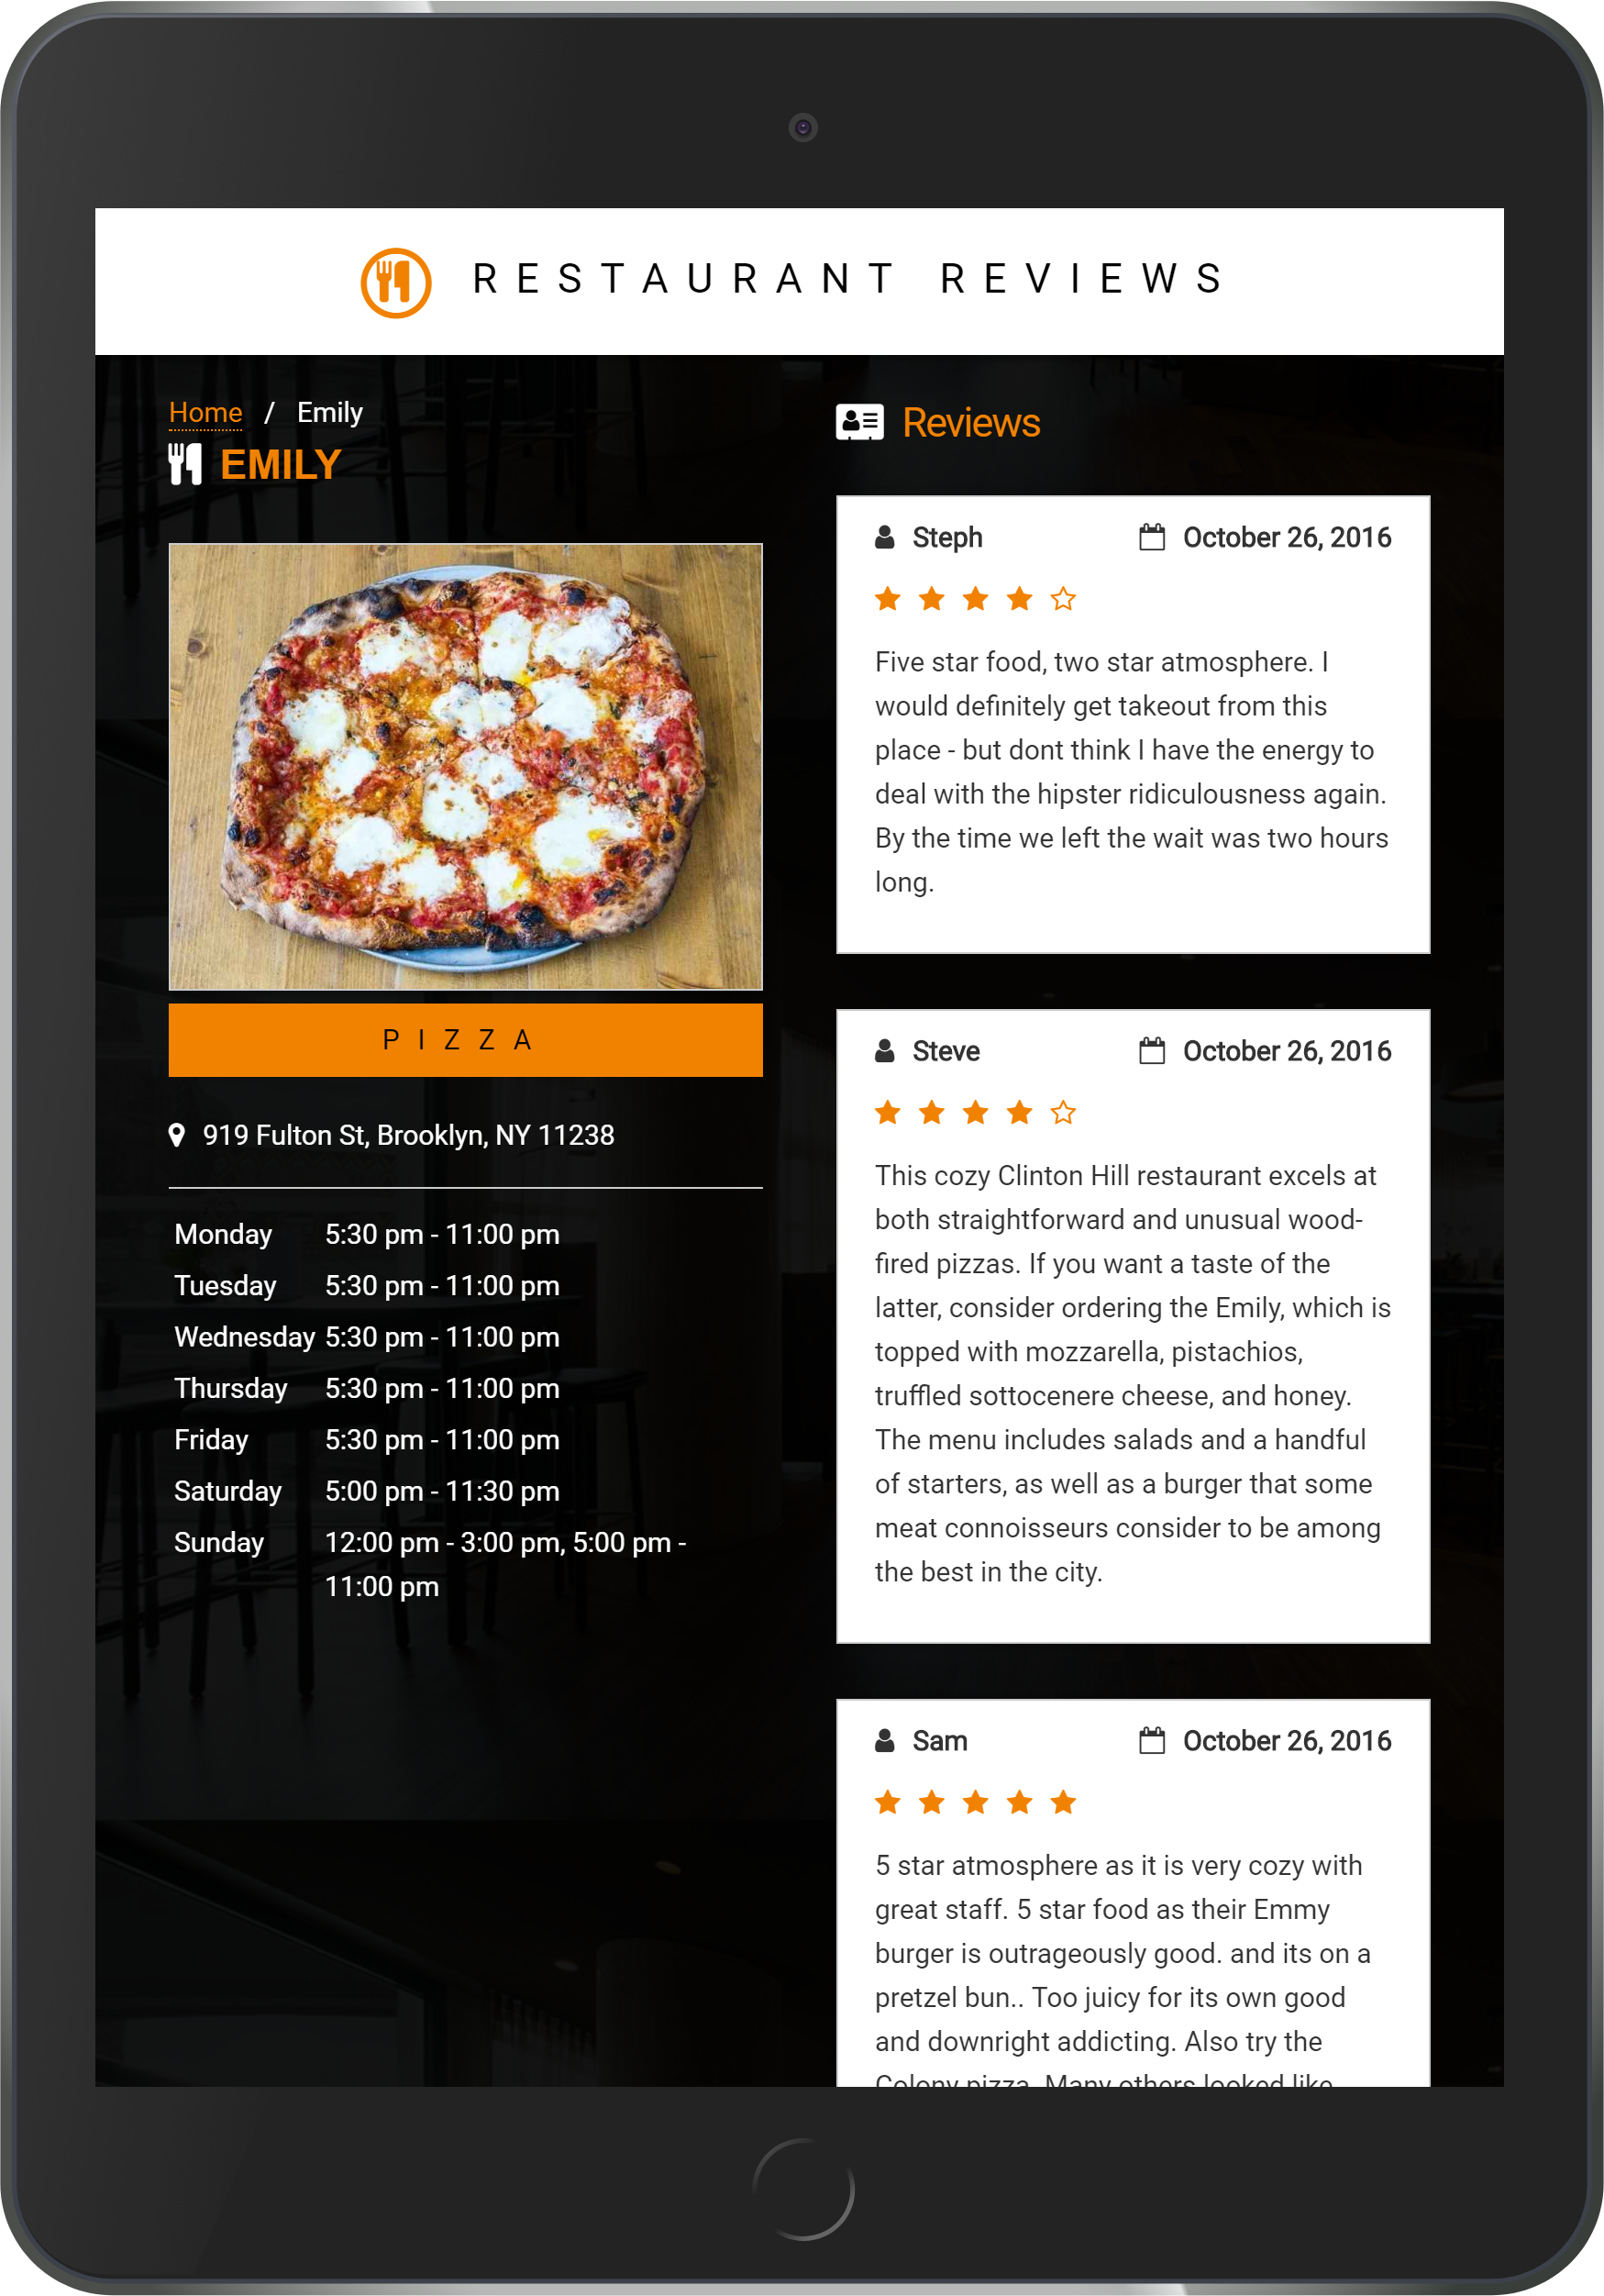 RESTAURANT REVIEWS
Home / Emily
EMILY
PIZZA
919 Fulton St, Brooklyn, NY 11238
Monday 5:30 pm - 11:00 pm
Tuesday 5:30 pm - 11:00 pm
Wednesday 5:30 pm - 11:00 pm
Thursday 5:30 pm - 11:00 pm
Friday 5:30 pm - 11:00 pm
Saturday 5:00 pm - 11:30 pm
Sunday 12:00 pm - 3:00 pm, 5:00 pm -
11:00 pm
Reviews
Steph October 26, 2016
Five star food, two star atmosphere. I
would definitely get takeout from this
place - but dont think I have the energy to
deal with the hipster ridiculousness again.
By the time we left the wait was two hours
long.
Steve October 26, 2016
This cozy Clinton Hill restaurant excels at
both straightforward and unusual wood-
fired pizzas. If you want a taste of the
latter, consider ordering the Emily, which is
topped with mozzarella, pistachios,
truffled sottocenere cheese, and honey.
The menu includes salads and a handful
of starters, as well as a burger that some
meat connoisseurs consider to be among
the best in the city.
Sam October 26, 2016
5 star atmosphere as it is very cozy with
great staff. 5 star food as their Emmy
burger is outrageously good. and its on a
pretzel bun.. Too juicy for its own good
and downright addicting. Also try the
Colony pizza. Many others looked like